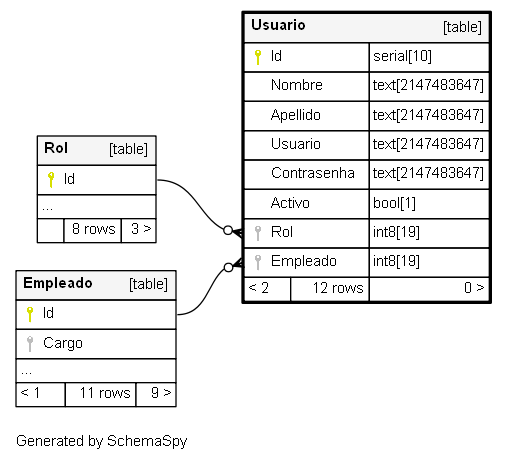 Usuario [table]
Id serial[10]
Nombre text[2147483647]
Apellido text[2147483647]
Usuario text[2147483647]
Contrasenha text[2147483647]
Activo bool[1]
Rol int8[19]
Empleado int8[19]
< 2 12 rows 0 >
Rol [table]
Id
...
8 rows 3 >
Empleado [table]
Id
Cargo
...
< 1 11 rows 9 >
Generated by SchemaSpy